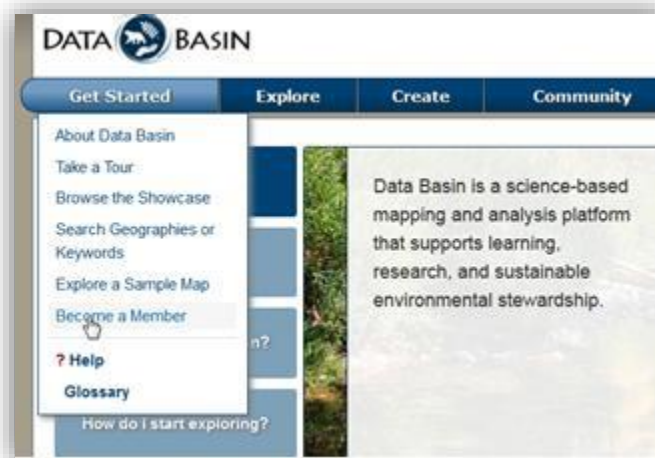 DATA BASIN
Get Started Explore Create Community
About Data Basin
Take a Tour
Browse the Showcase
Search Geographies or
Keywords
Explore a Sample Map
Become a Member
n?
? Help
Glossary
How do I start exploring?
Data Basin is a science-based
mapping and analysis platform
that supports learning,
research, and sustainable
environmental stewardship.